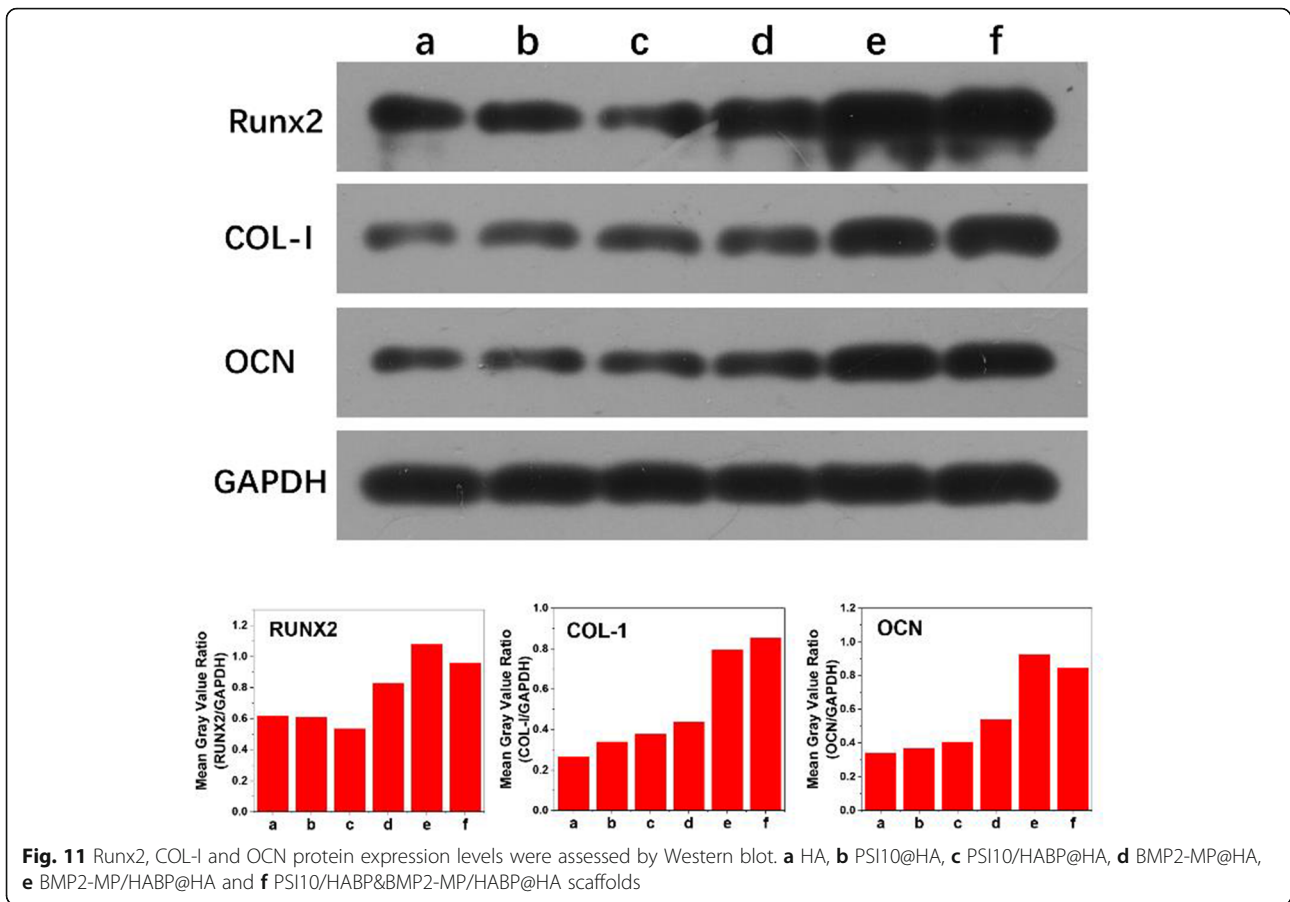 a b c d e f
Runx2
COL-I
OCN
GAPDH
RUNX2
Mean Gray Value Ratio
(RUNX2/GAPDH)
1.2
1.0
0.8
0.6
0.4
0.2
0.0
a b c d e f
COL-1
Mean Gray Value Ratio
(COL-I/GAPDH)
1.0
0.8
0.6
0.4
0.2
0.0
a b c d e f
OCN
Mean Gray Value Ratio
(OCN/GAPDH)
1.2
1.0
0.8
0.6
0.4
0.2
0.0
a b c d e f
Fig. 11 Runx2, COL-I and OCN protein expression levels were assessed by Western blot. a HA, b PSI10@HA, c PSI10/HABP@HA, d BMP2-MP@HA,
e BMP2-MP/HABP@HA and f PSI10/HABP&BMP2-MP/HABP@HA scaffolds